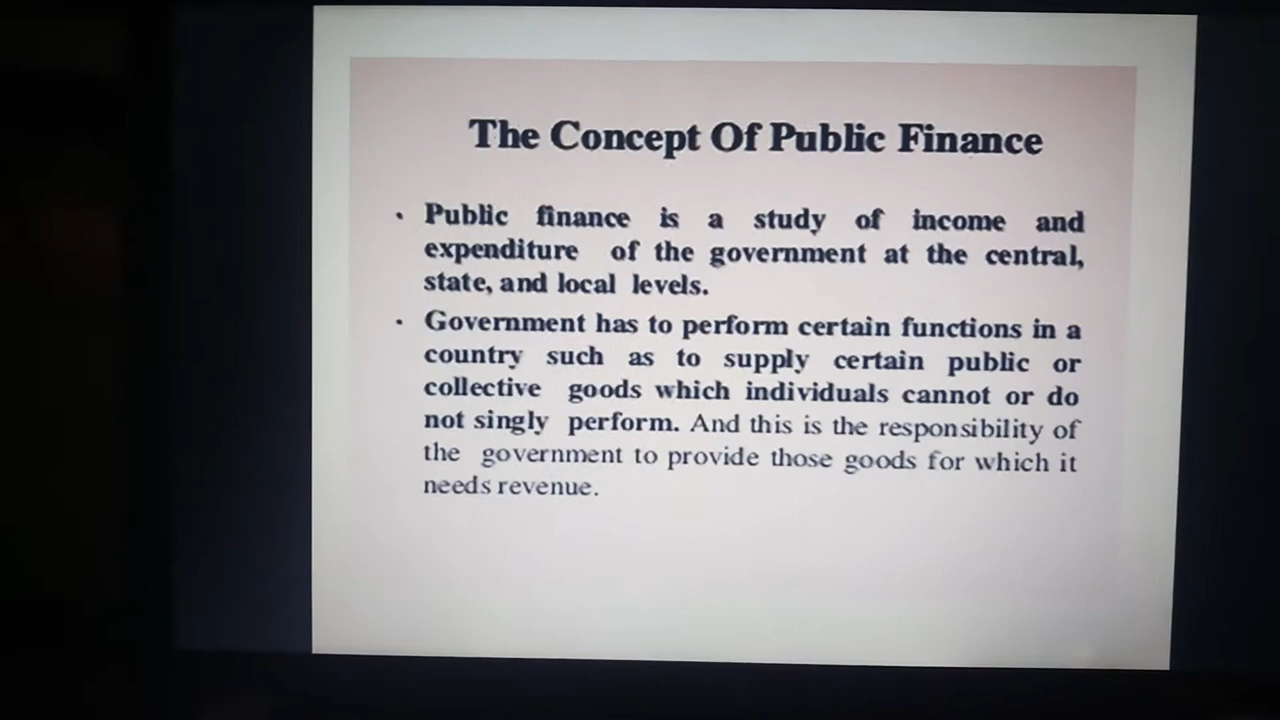 The Concept Of Public Finance
• Public finance is a study of income and
expenditure of the government at the central,
state, and local levels.
• Government has to perform certain functions in a
country such as to supply certain public or
collective goods which individuals cannot or do
not singly perform. And this is the responsibility of
the government to provide those goods for which it
needs revenue.